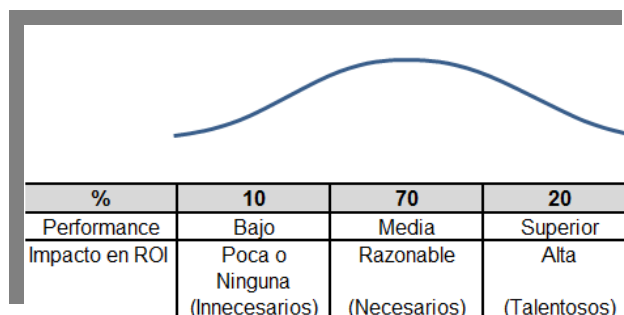 % 10 70 20
Performance Bajo Media Superior
Impacto en ROI Poca o Razonable Alta
Ninguna
(Innecesarios) (Necesarios) (Talentosos)